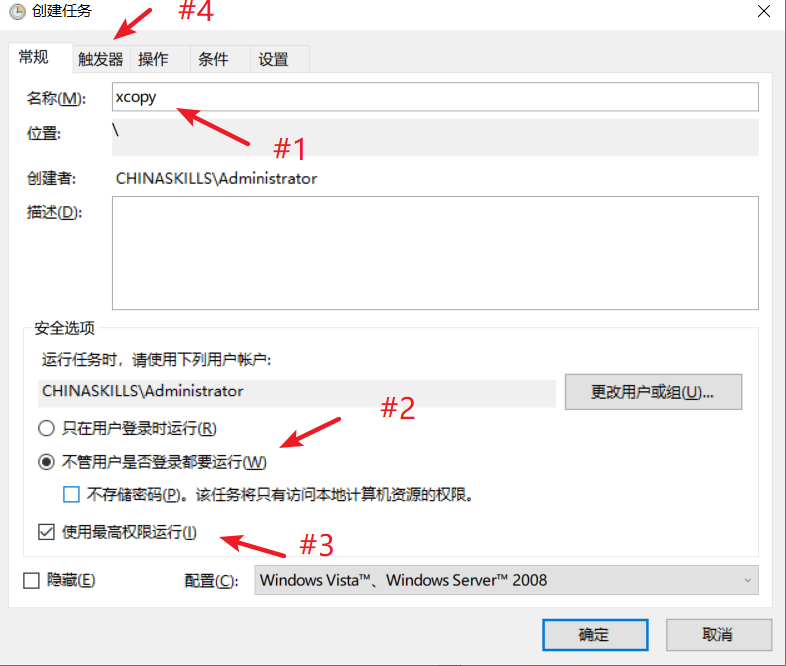 创建任务
#4
常规 触发器 操作 条件 设置
名称(M): xcopy
位置: \
#1
创建者: CHINASKILLS\Administrator
描述(D):
安全选项
运行任务时，请使用下列用户帐户:
CHINASKILLS\Administrator 更改用户或组(U)...
#2
只在用户登录时运行(R)
不管用户是否登录都要运行(W)
不存储密码(P)。该任务将只有访问本地计算机资源的权限。
使用最高权限运行(I)
#3
隐藏(E) 配置(C): Windows Vista™、Windows Server™ 2008
确定 取消